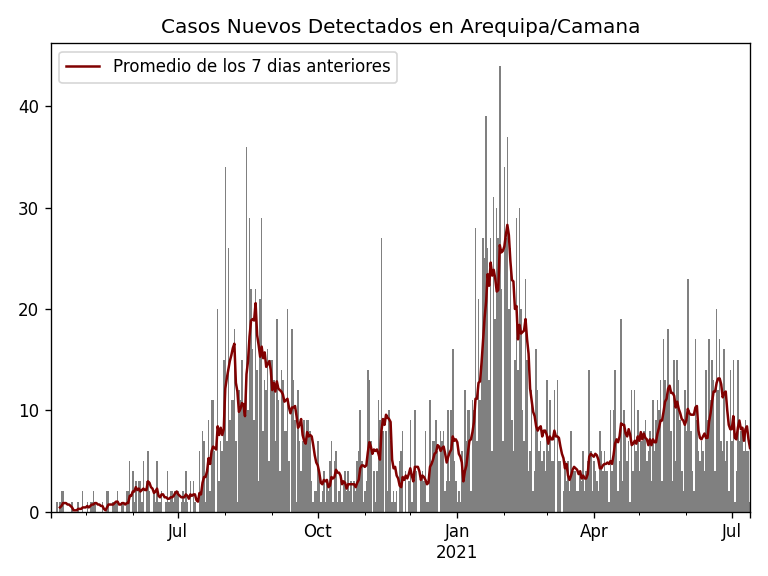 Casos Nuevos Detectados en Arequipa/Camana
Promedio de los 7 dias anteriores
40
30
20
10
0
Jul
Oct
Jan
2021
Apr
Jul